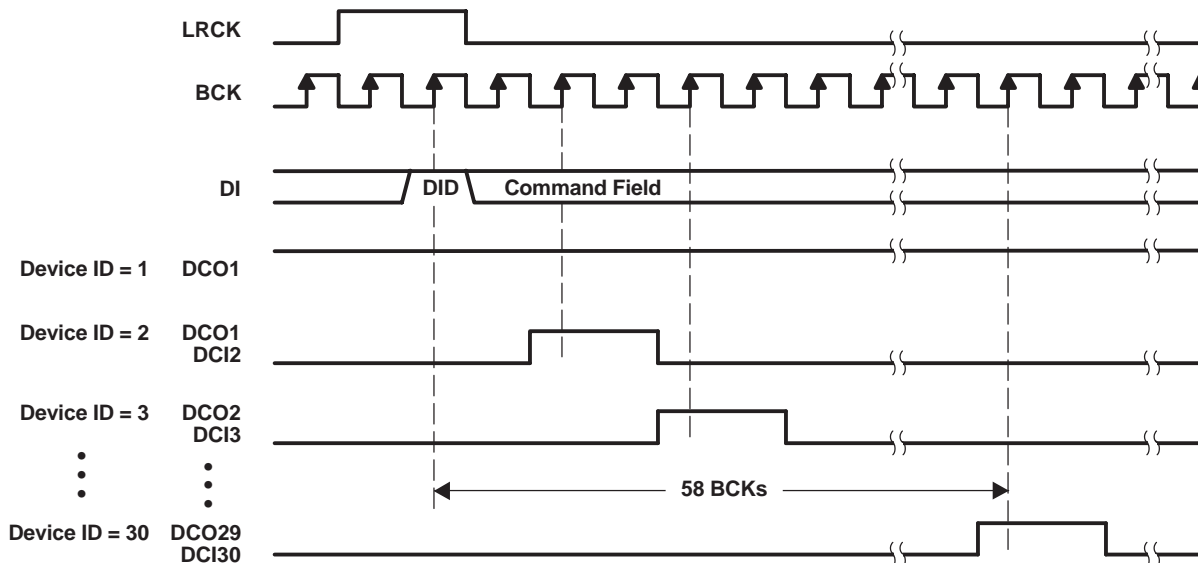 LRCK
BCK
DI
DID
Command Field
Device ID = 1 DCO1
Device ID = 2 DCO1
DCI2
Device ID = 3 DCO2
DCI3
58 BCKs
Device ID = 30 DCO29
DCI30